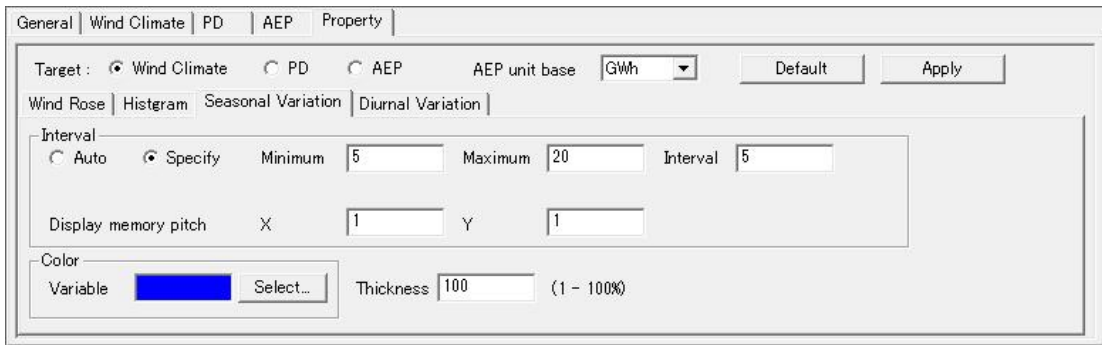 General Wind Climate PD AEP Property
Target : Wind Climate PD AEP AEP unit base GWh Default Apply
Wind Rose Histgram Seasonal Variation Diurnal Variation
Interval
Auto Specify Minimum 5 Maximum 20 Interval 5
Display memory pitch X 1 Y 1
Color
Variable Select... Thickness 100 (1 - 100%)